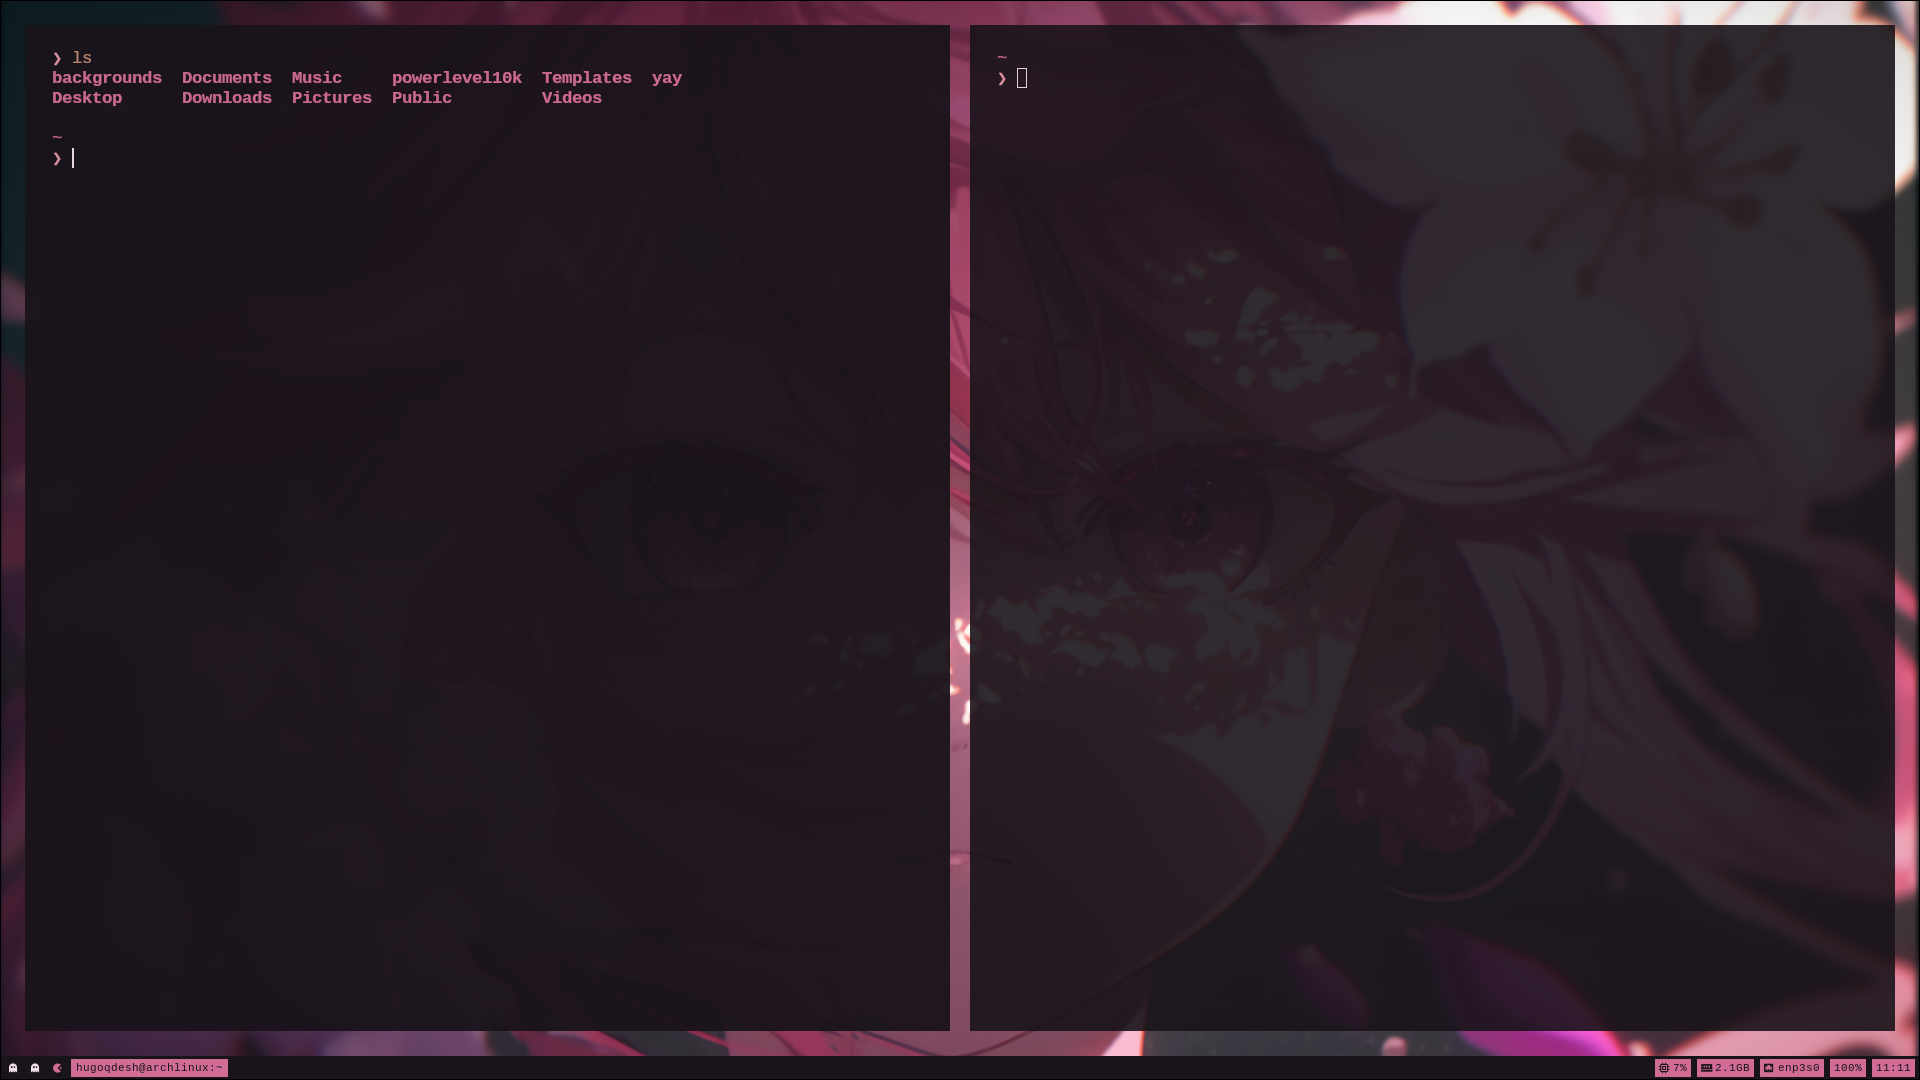 ❯ ls
backgrounds Documents Music powerlevel10k Templates yay
Desktop Downloads Pictures Public Videos
~
❯
~
❯
hugoqdesh@archlinux:~ 7% 2.1GB enp3s0 100% 11:11